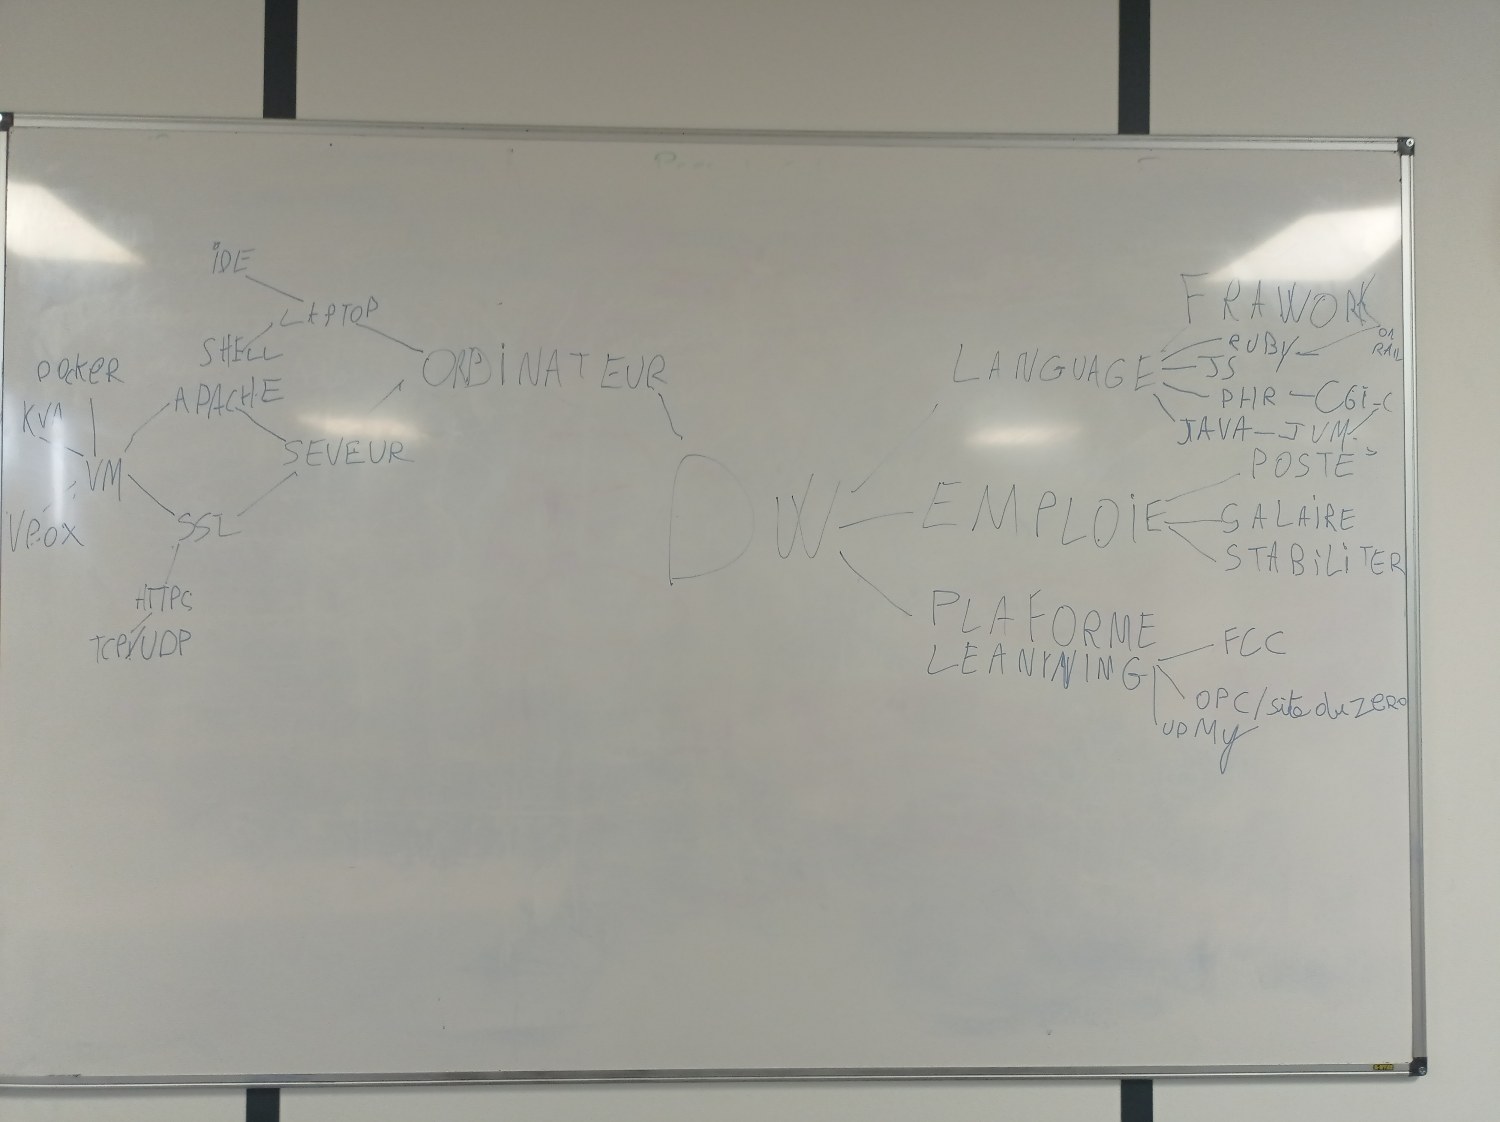 iDE
LAPTOP
SHELL
APACHE
DOCKER
KVM
VM
VBOX
SSL
HTTPS
TCP/UDP
SEVEUR
ORDiNATEUR
DW
LANGUAGE
FRAWORK
RUBY
ON
RAIL
JS
PHP - CGi - C
JAVA - JVM
EMPLOiE
POSTE
SALAIRE
STABiLiTER
PLAFORME
LEANINING
FCC
OPC/site du ZERO
UDMy